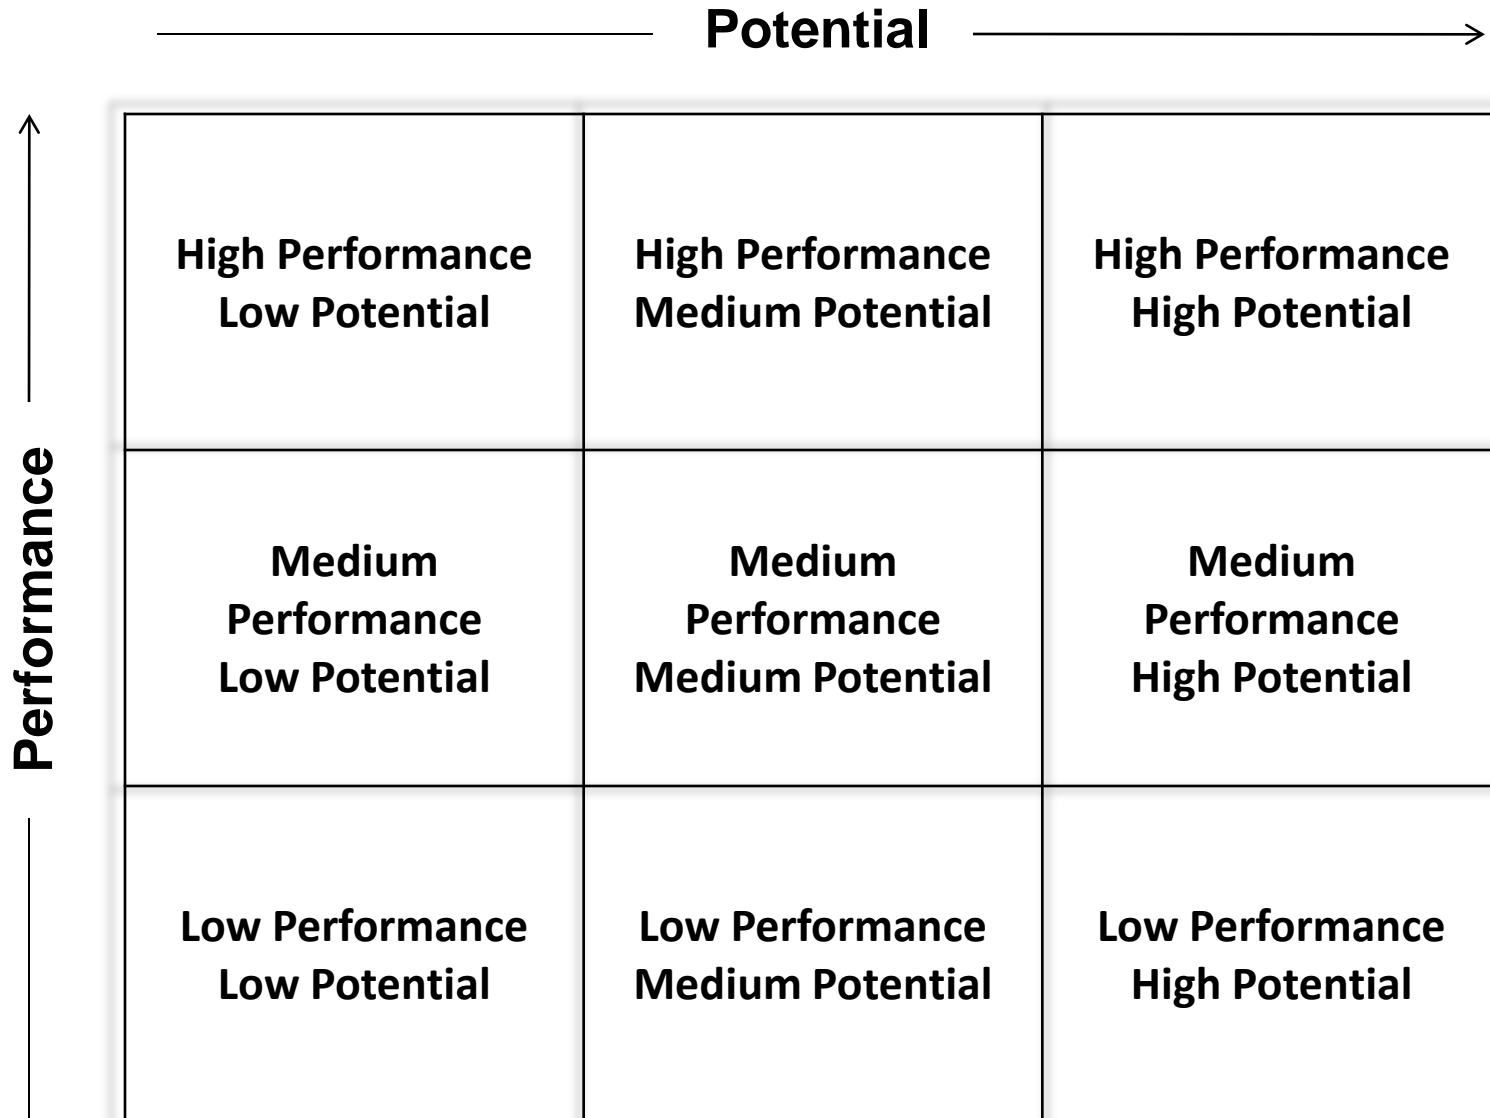 Potential
Performance
High Performance
Low Potential
High Performance
Medium Potential
High Performance
High Potential
Medium
Performance
Low Potential
Medium
Performance
Medium Potential
Medium
Performance
High Potential
Low Performance
Low Potential
Low Performance
Medium Potential
Low Performance
High Potential